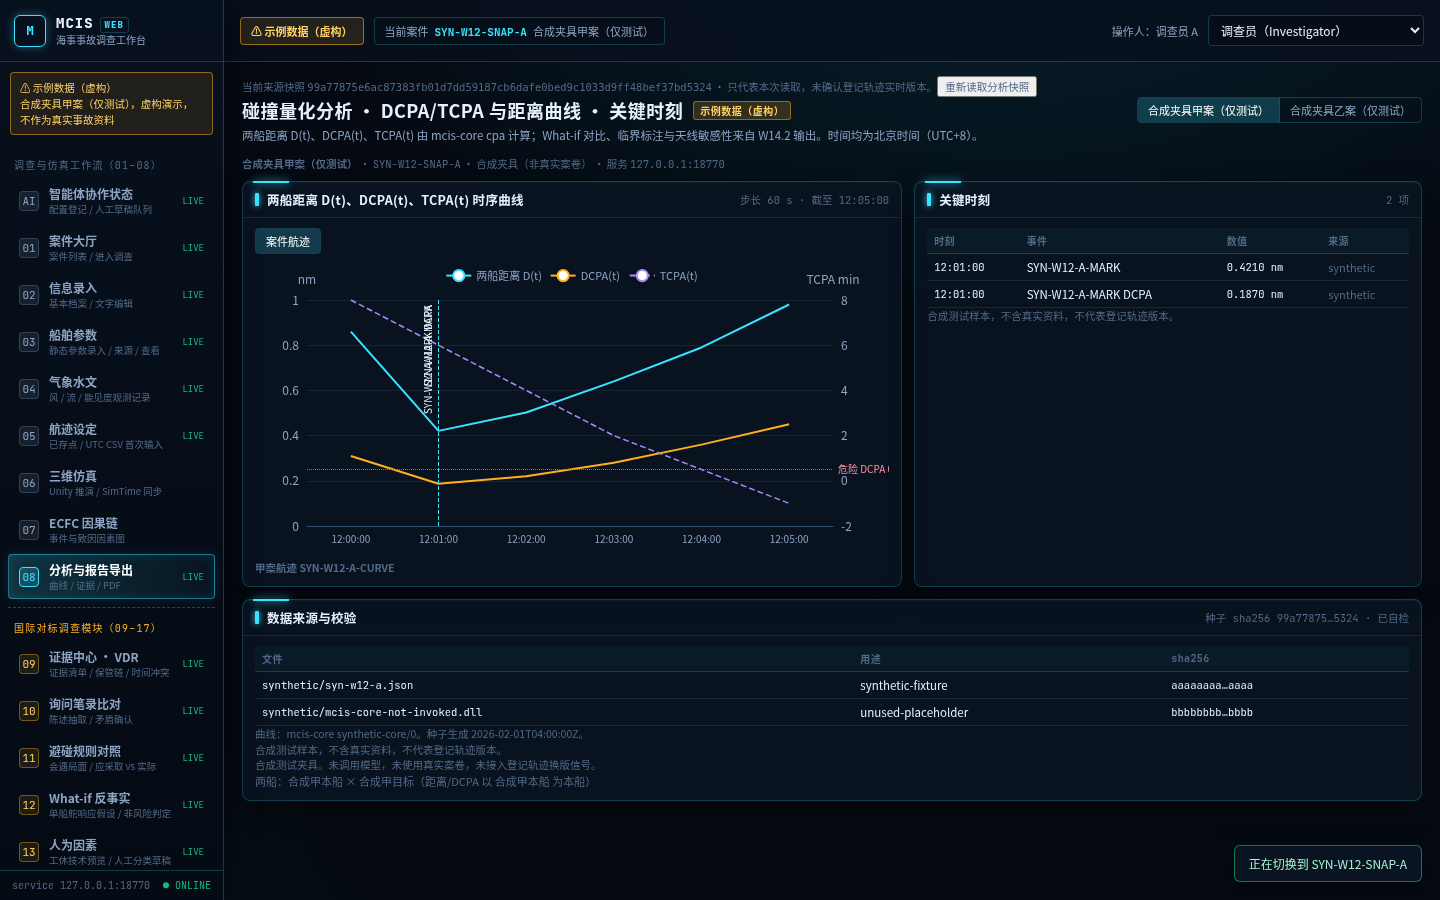 M
MCIS WEB
海事事故调查工作台
⚠ 示例数据（虚构）
合成夹具甲案（仅测试），虚构演示，
不作为真实事故资料
调查与仿真工作流（01–08）
AI 智能体协作状态 LIVE
配置登记 / 人工草稿队列
01 案件大厅 LIVE
案件列表 / 进入调查
02 信息录入 LIVE
基本档案 / 文字编辑
03 船舶参数 LIVE
静态参数录入 / 来源 / 查看
04 气象水文 LIVE
风 / 流 / 能见度观测记录
05 航迹设定 LIVE
已存点 / UTC CSV 首次输入
06 三维仿真
Unity 推演 / SimTime 同步
07 ECFC 因果链
事件与致因因素图
08 分析与报告导出 LIVE
曲线 / 证据 / PDF
国际对标调查模块（09–17）
09 证据中心 · VDR LIVE
证据清单 / 保管链 / 时间冲突
10 询问笔录比对 LIVE
陈述抽取 / 矛盾确认
11 避碰规则对照 LIVE
会遇局面 / 应采取 vs 实际
12 What-if 反事实 LIVE
单船舵响应假设 / 非风险判定
13 人为因素 LIVE
工休技术预览 / 人工分类草稿
service 127.0.0.1:18770 ● ONLINE
⚠ 示例数据（虚构）
当前案件 SYN-W12-SNAP-A 合成夹具甲案（仅测试）
操作人：调查员 A
调查员（Investigator）
当前来源快照 99a77875e6ac87383fb01d7dd59187cb6dafe0bed9c1033d9ff48bef37bd5324 · 只代表本次读取，未确认登记轨迹实时版本。 重新读取分析快照
碰撞量化分析 · DCPA/TCPA 与距离曲线 · 关键时刻 示例数据（虚构）
合成夹具甲案（仅测试） 合成夹具乙案（仅测试）
两船距离 D(t)、DCPA(t)、TCPA(t) 由 mcis-core cpa 计算；What-if 对比、临界标注与天线敏感性来自 W14.2 输出。时间均为北京时间（UTC+8）。
合成夹具甲案（仅测试） · SYN-W12-SNAP-A · 合成夹具（非真实案卷） · 服务 127.0.0.1:18770
两船距离 D(t)、DCPA(t)、TCPA(t) 时序曲线
步长 60 s · 截至 12:05:00
案件航迹
两船距离 D(t) DCPA(t) TCPA(t)
nm
TCPA min
1
0.8
0.6
0.4
0.2
0
8
6
4
2
0
-2
危险 DCPA
12:00:00 12:01:00 12:02:00 12:03:00 12:04:00 12:05:00
甲案航迹 SYN-W12-A-CURVE
关键时刻
2 项
时刻 事件 数值 来源
12:01:00 SYN-W12-A-MARK 0.4210 nm synthetic
12:01:00 SYN-W12-A-MARK DCPA 0.1870 nm synthetic
合成测试样本，不含真实资料，不代表登记轨迹版本。
数据来源与校验
种子 sha256 99a77875…5324 · 已自检
文件 用途 sha256
synthetic/syn-w12-a.json synthetic-fixture aaaaaaaa…aaaa
synthetic/mcis-core-not-invoked.dll unused-placeholder bbbbbbbb…bbbb
曲线：mcis-core synthetic-core/0。种子生成 2026-02-01T04:00:00Z。
合成测试样本，不含真实资料，不代表登记轨迹版本。
合成测试夹具。未调用模型，未使用真实案卷，未接入登记轨迹换版信号。
两船：合成甲本船 × 合成甲目标（距离/DCPA 以 合成甲本船 为本船）
正在切换到 SYN-W12-SNAP-A